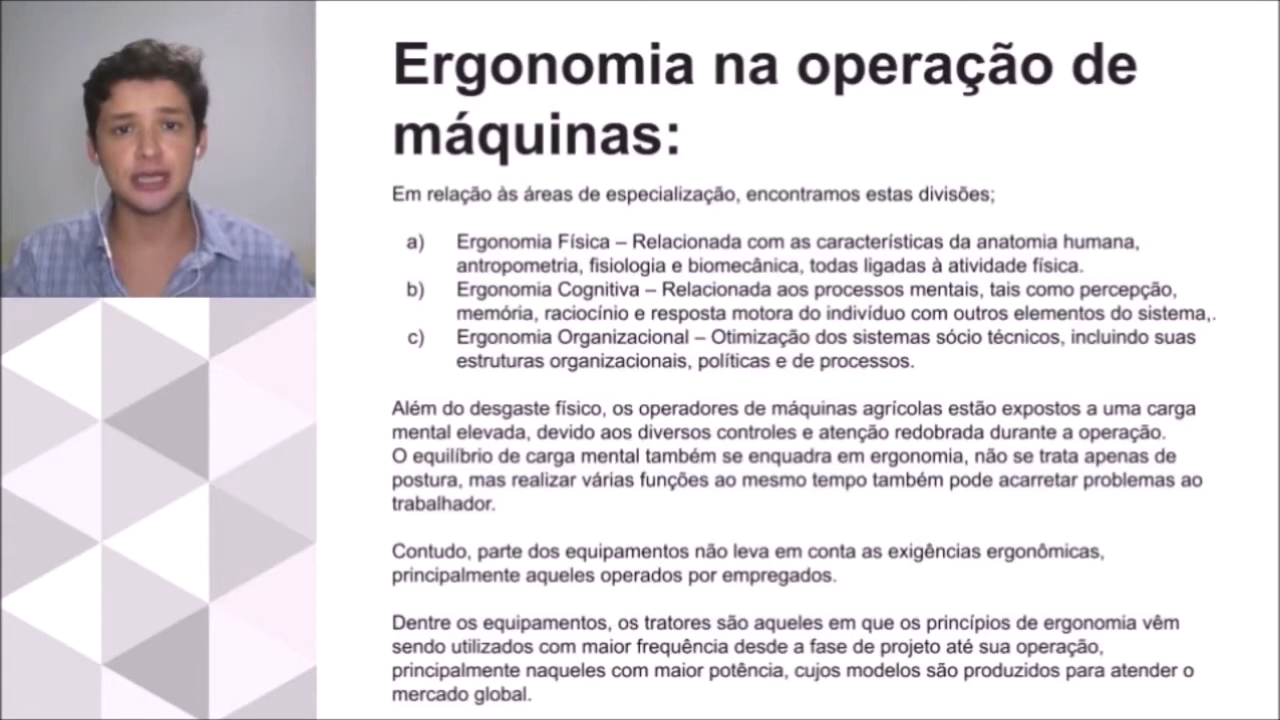 Ergonomia na operação de
máquinas:
Em relação às áreas de especialização, encontramos estas divisões;
a) Ergonomia Física – Relacionada com as características da anatomia humana,
antropometria, fisiologia e biomecânica, todas ligadas à atividade física.
b) Ergonomia Cognitiva – Relacionada aos processos mentais, tais como percepção,
memória, raciocínio e resposta motora do indivíduo com outros elementos do sistema,.
c) Ergonomia Organizacional – Otimização dos sistemas sócio técnicos, incluindo suas
estruturas organizacionais, políticas e de processos.
Além do desgaste físico, os operadores de máquinas agrícolas estão expostos a uma carga
mental elevada, devido aos diversos controles e atenção redobrada durante a operação.
O equilíbrio de carga mental também se enquadra em ergonomia, não se trata apenas de
postura, mas realizar várias funções ao mesmo tempo também pode acarretar problemas ao
trabalhador.
Contudo, parte dos equipamentos não leva em conta as exigências ergonômicas,
principalmente aqueles operados por empregados.
Dentre os equipamentos, os tratores são aqueles em que os princípios de ergonomia vêm
sendo utilizados com maior frequência desde a fase de projeto até sua operação,
principalmente naqueles com maior potência, cujos modelos são produzidos para atender o
mercado global.